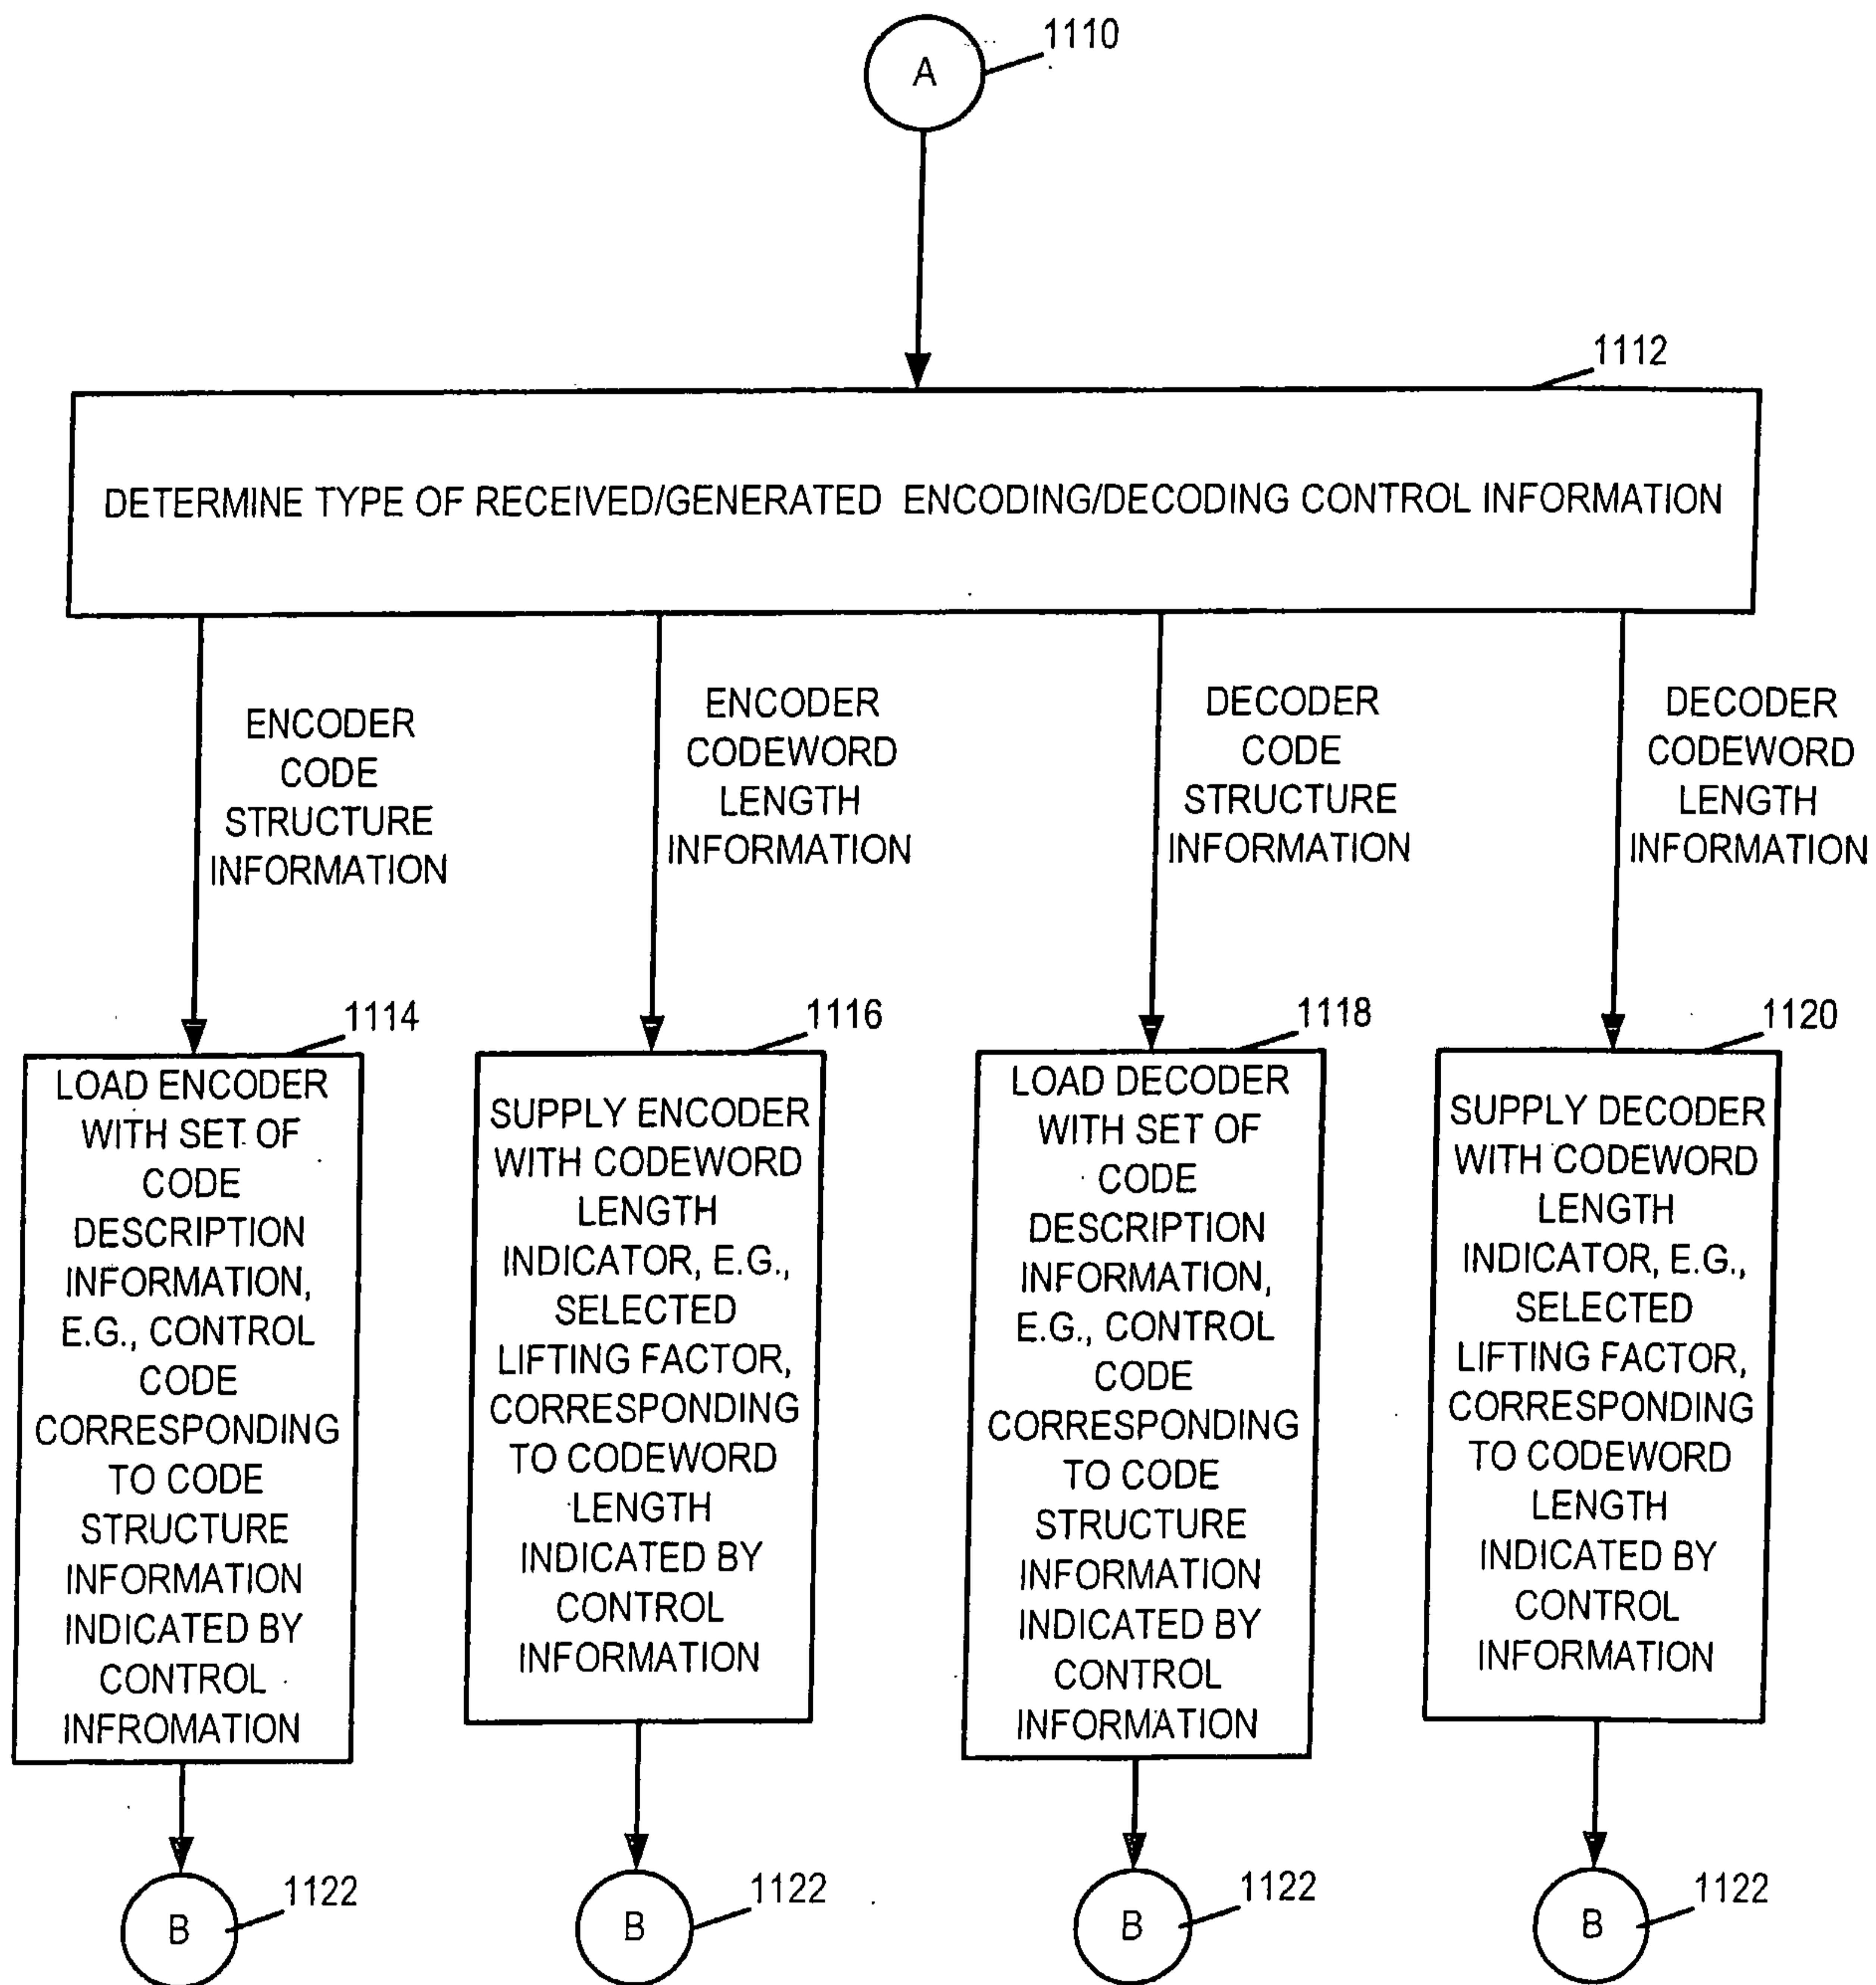 A
1110
1112
DETERMINE TYPE OF RECEIVED/GENERATED ENCODING/DECODING CONTROL INFORMATION
ENCODER
CODE
STRUCTURE
INFORMATION
ENCODER
CODEWORD
LENGTH
INFORMATION
DECODER
CODE
STRUCTURE
INFORMATION
DECODER
CODEWORD
LENGTH
INFORMATION
1114
LOAD ENCODER
WITH SET OF
CODE
DESCRIPTION
INFORMATION,
E.G., CONTROL
CODE
CORRESPONDING
TO CODE
STRUCTURE
INFORMATION
INDICATED BY
CONTROL
INFROMATION
1116
SUPPLY ENCODER
WITH CODEWORD
LENGTH
INDICATOR, E.G.,
SELECTED
LIFTING FACTOR,
CORRESPONDING
TO CODEWORD
LENGTH
INDICATED BY
CONTROL
INFORMATION
1118
LOAD DECODER
WITH SET OF
CODE
DESCRIPTION
INFORMATION,
E.G., CONTROL
CODE
CORRESPONDING
TO CODE
STRUCTURE
INFORMATION
INDICATED BY
CONTROL
INFORMATION
1120
SUPPLY DECODER
WITH CODEWORD
LENGTH
INDICATOR, E.G.,
SELECTED
LIFTING FACTOR,
CORRESPONDING
TO CODEWORD
LENGTH
INDICATED BY
CONTROL
INFORMATION
B
1122
B
1122
B
1122
B
1122